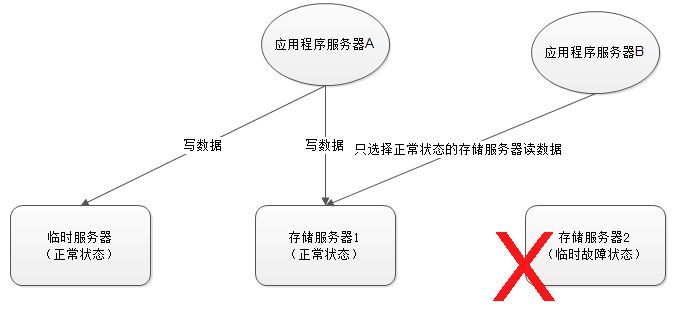 应用程序服务器A
应用程序服务器B
写数据
写数据
只选择正常状态的存储服务器读数据
临时服务器
（正常状态）
存储服务器1
（正常状态）
存储服务器2
（临时故障状态）